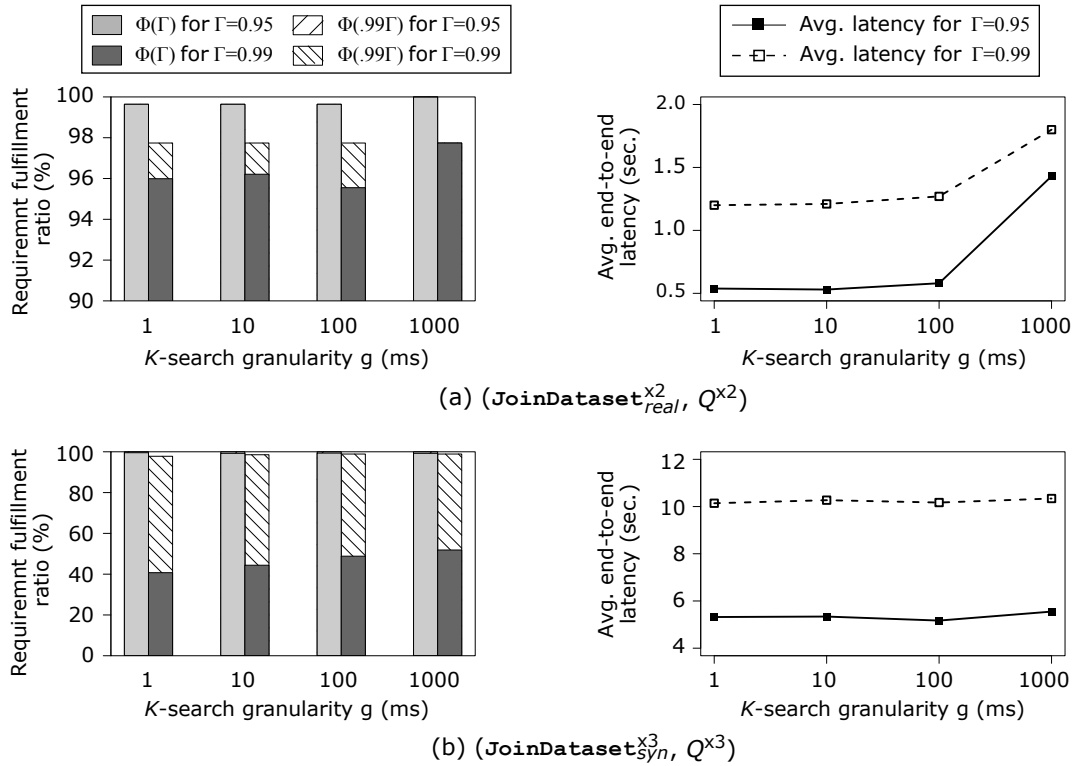 Φ(Γ) for Γ=0.95
Φ(.99Γ) for Γ=0.95
Φ(Γ) for Γ=0.99
Φ(.99Γ) for Γ=0.99
Avg. latency for Γ=0.95
Avg. latency for Γ=0.99
Requiremnt fulfillment
ratio (%)
100
98
96
94
92
90
1 10 100 1000
K-search granularity g (ms)
Avg. end-to-end
latency (sec.)
2.0
1.5
1.0
0.5
1 10 100 1000
K-search granularity g (ms)
(a) (JoinDataset^x2_real, Q^x2)
Requiremnt fulfillment
ratio (%)
100
80
60
40
20
0
1 10 100 1000
K-search granularity g (ms)
Avg. end-to-end
latency (sec.)
12
10
8
6
4
1 10 100 1000
K-search granularity g (ms)
(b) (JoinDataset^x3_syn, Q^x3)